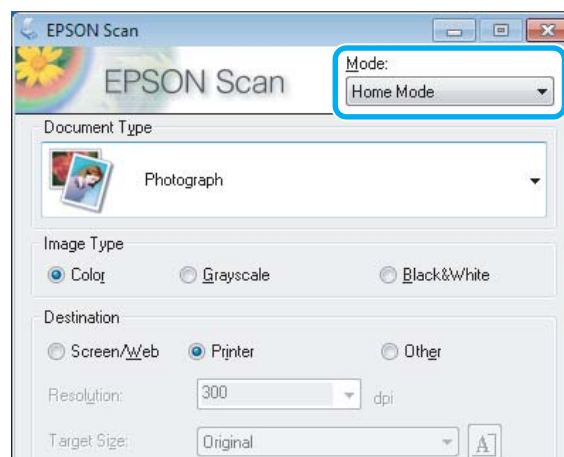 EPSON Scan
EPSON Scan
Mode:
Home Mode
Document Type
Photograph
Image Type
Color Grayscale Black&White
Destination
Screen/Web Printer Other
Resolution: 300 dpi
Target Size: Original A